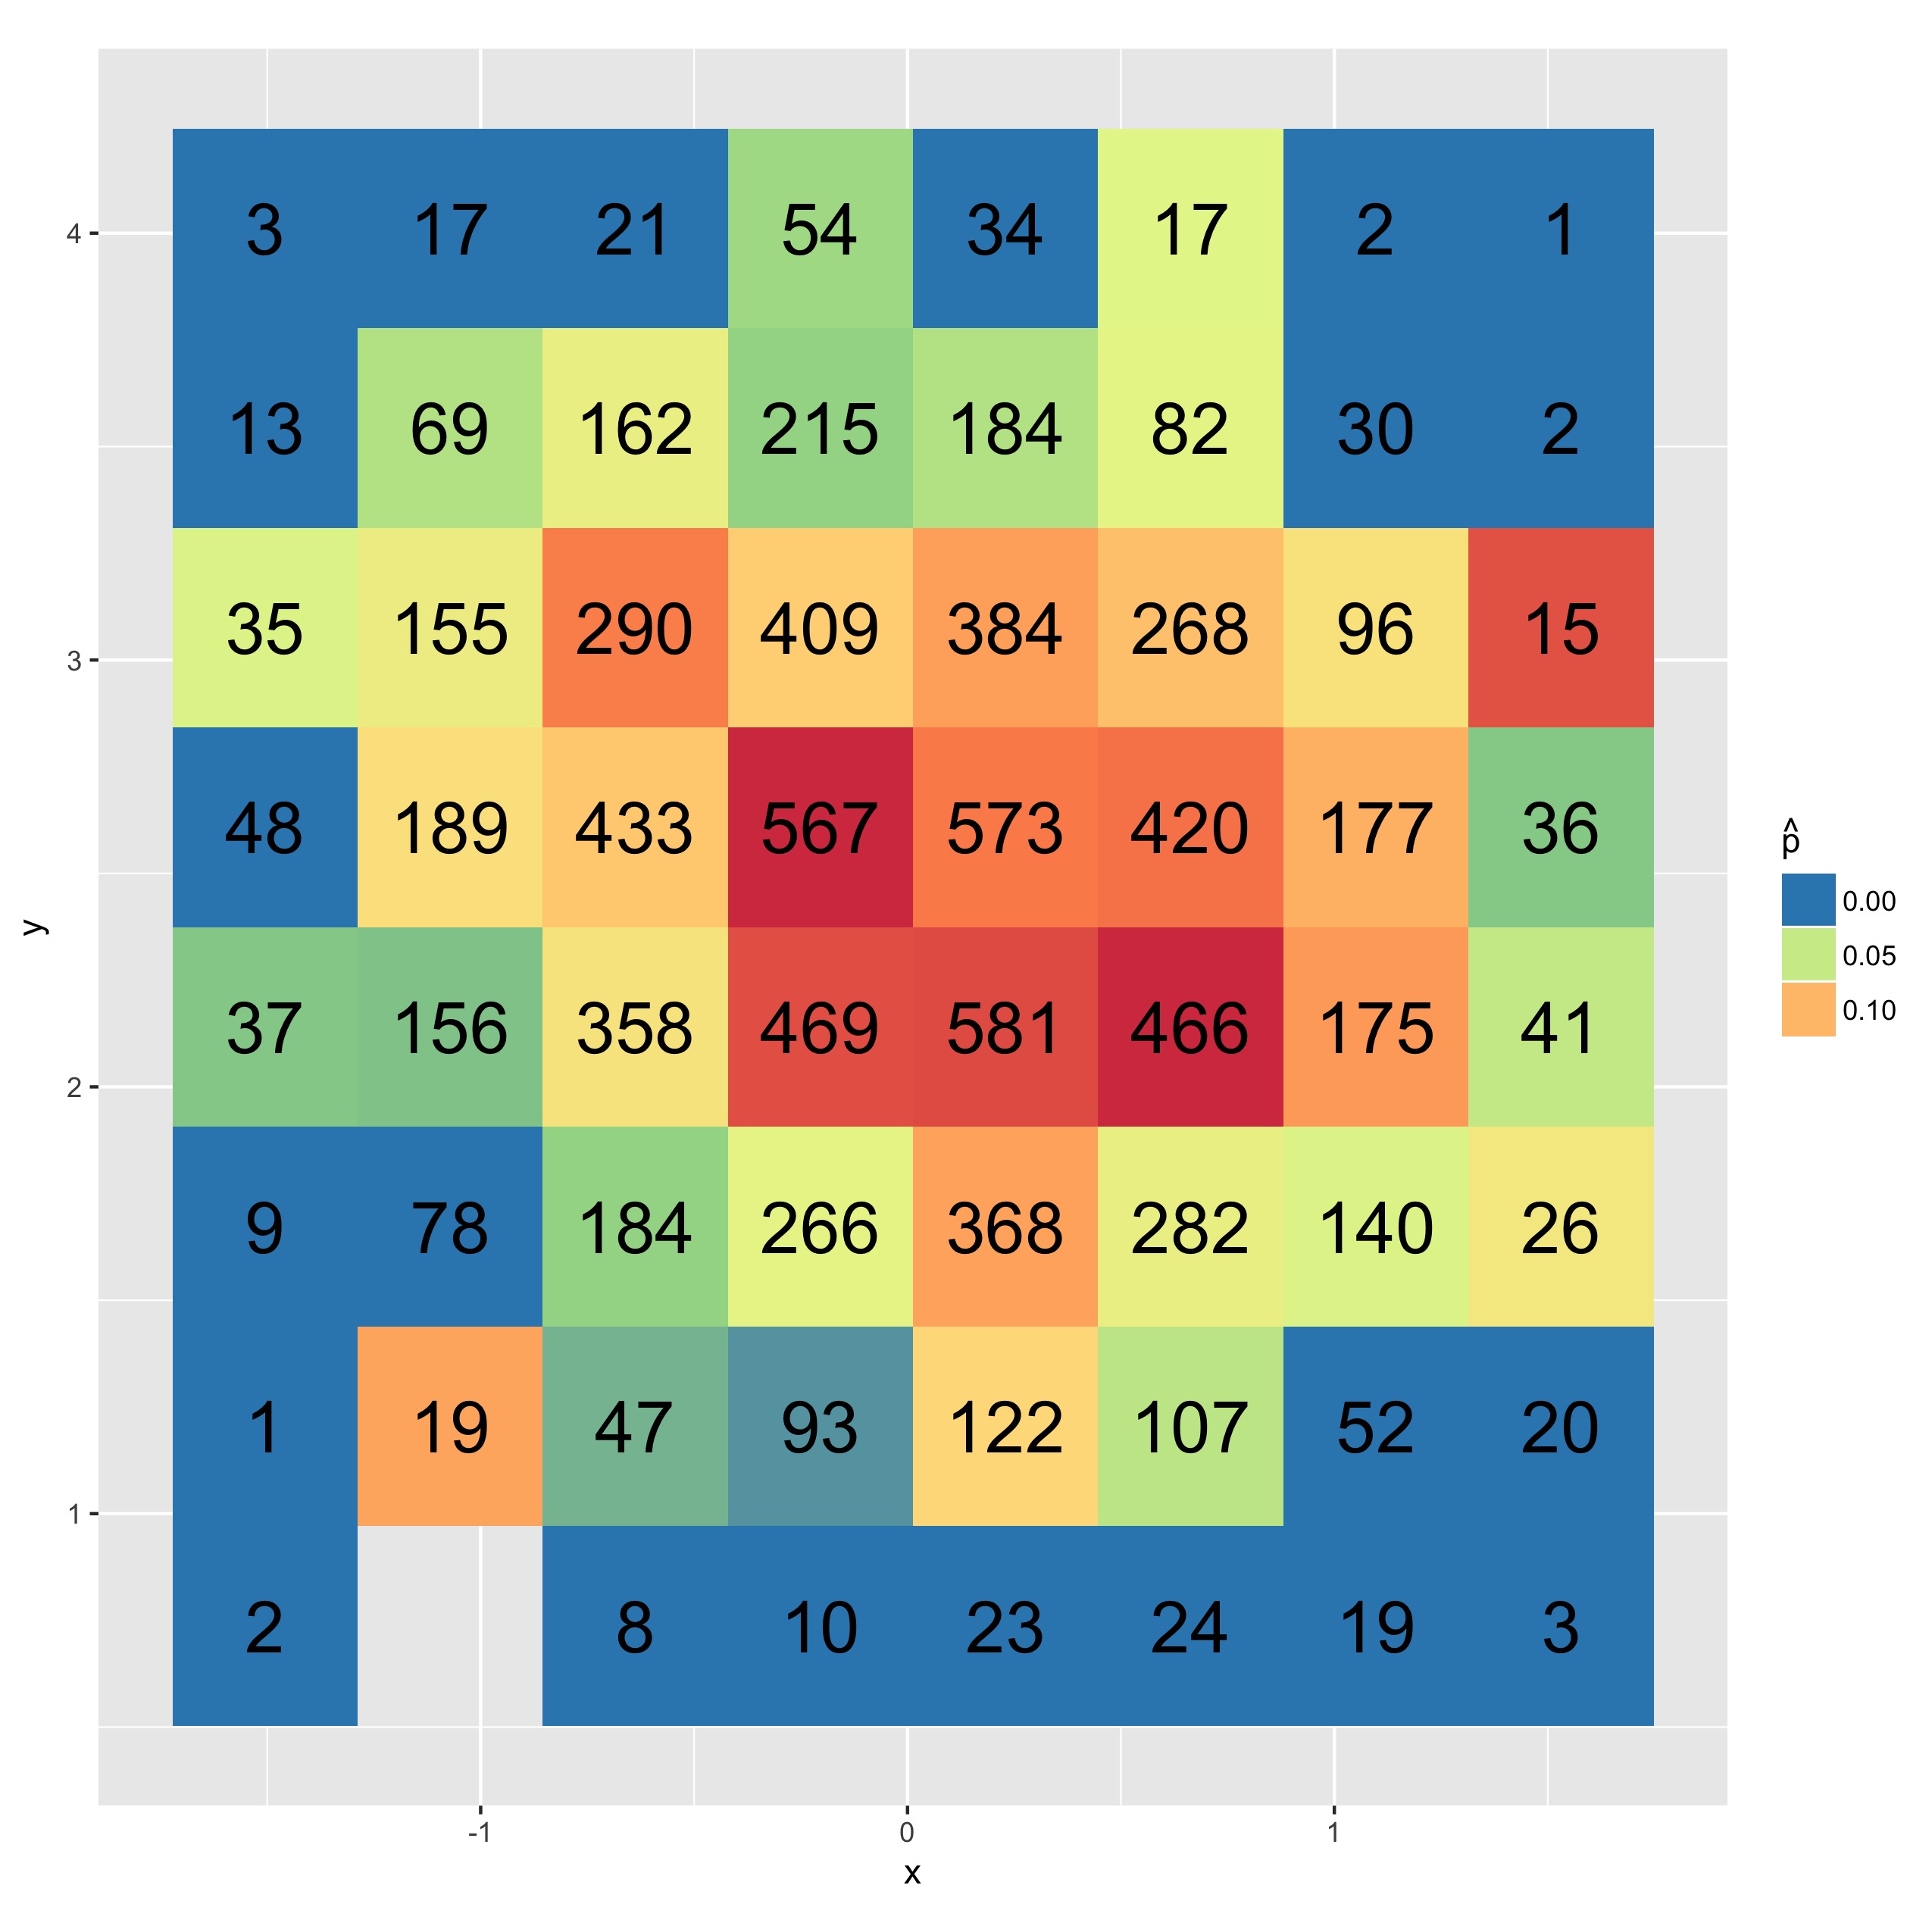 4 3 17 21 54 34 17 2 1
13 69 162 215 184 82 30 2
3 35 155 290 409 384 268 96 15
48 189 433 567 573 420 177 36
2 37 156 358 469 581 466 175 41
9 78 184 266 368 282 140 26
1 1 19 47 93 122 107 52 20
2 8 10 23 24 19 3
-1 0 1
x
y
p̂
0.00
0.05
0.10